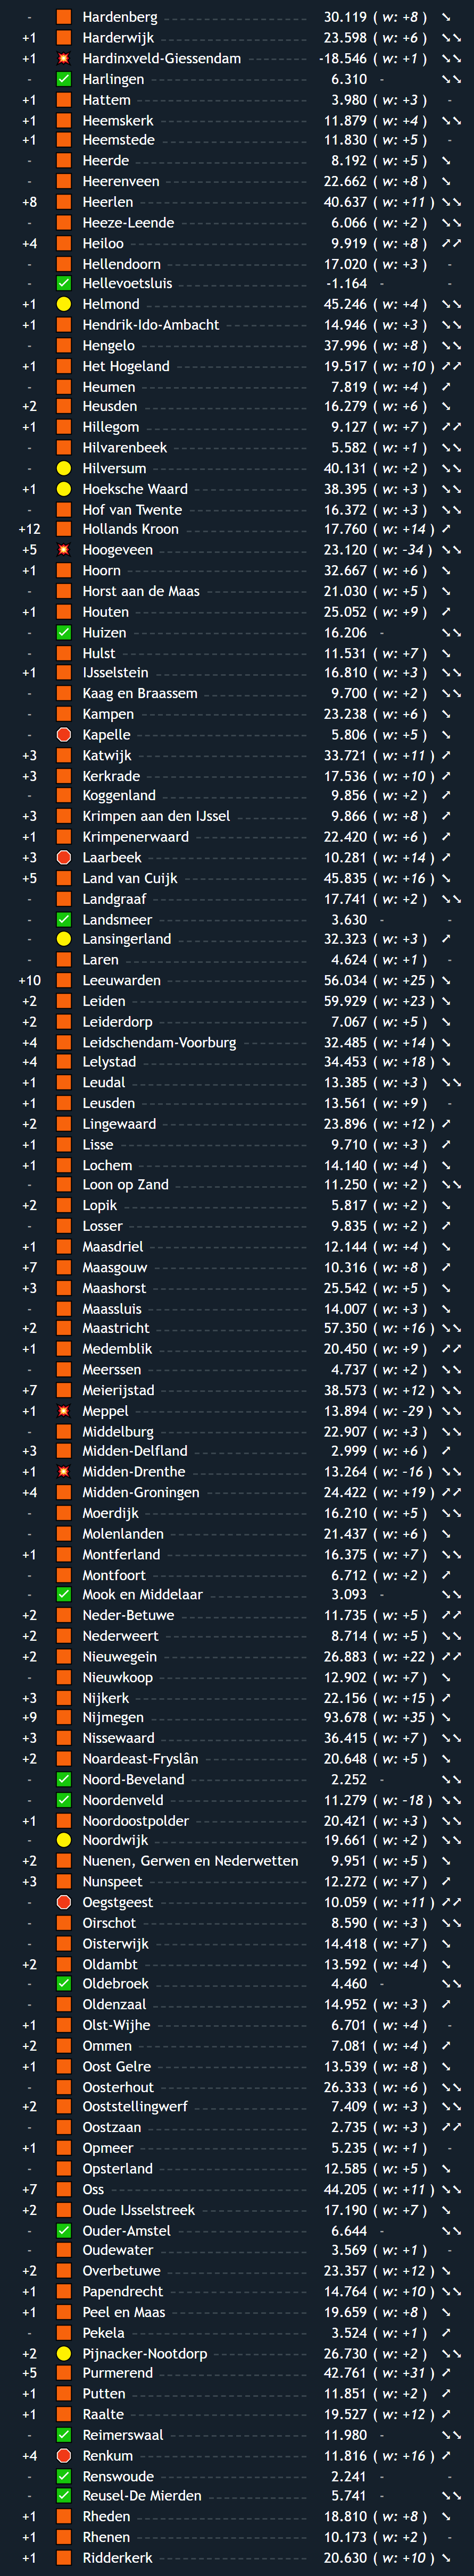 - Hardenberg 30.119 ( w: +8 ) ➘
+1 Harderwijk 23.598 ( w: +6 ) ➘➘
+1 Hardinxveld-Giessendam -18.546 ( w: +1 ) ➘➘
- Harlingen 6.310 - ➘➘
+1 Hattem 3.980 ( w: +3 ) -
+1 Heemskerk 11.879 ( w: +4 ) ➘➘
+1 Heemstede 11.830 ( w: +5 ) -
- Heerde 8.192 ( w: +5 ) ➘
- Heerenveen 22.662 ( w: +8 ) ➘
+8 Heerlen 40.637 ( w: +11 ) ➘➘
- Heeze-Leende 6.066 ( w: +2 ) ➘➘
+4 Heiloo 9.919 ( w: +8 ) ➚➚
- Hellendoorn 17.020 ( w: +3 ) -
- Hellevoetsluis -1.164 - -
+1 Helmond 45.246 ( w: +4 ) ➘➘
+1 Hendrik-Ido-Ambacht 14.946 ( w: +3 ) ➘➘
- Hengelo 37.996 ( w: +8 ) ➘➘
+1 Het Hogeland 19.517 ( w: +10 ) ➚➚
- Heumen 7.819 ( w: +4 ) ➚
+2 Heusden 16.279 ( w: +6 ) ➘
+1 Hillegom 9.127 ( w: +7 ) ➚➚
- Hilvarenbeek 5.582 ( w: +1 ) ➘➘
- Hilversum 40.131 ( w: +2 ) ➘➘
+1 Hoeksche Waard 38.395 ( w: +3 ) ➘➘
- Hof van Twente 16.372 ( w: +3 ) ➘➘
+12 Hollands Kroon 17.760 ( w: +14 ) ➚
+5 Hoogeveen 23.120 ( w: -34 ) ➘➘
+1 Hoorn 32.667 ( w: +6 ) ➘
- Horst aan de Maas 21.030 ( w: +5 ) ➘
+1 Houten 25.052 ( w: +9 ) ➚
- Huizen 16.206 - ➘➘
- Hulst 11.531 ( w: +7 ) ➘
+1 IJsselstein 16.810 ( w: +3 ) ➘➘
- Kaag en Braassem 9.700 ( w: +2 ) ➘➘
- Kampen 23.238 ( w: +6 ) ➘
- Kapelle 5.806 ( w: +5 ) ➘
+3 Katwijk 33.721 ( w: +11 ) ➚
+3 Kerkrade 17.536 ( w: +10 ) ➚
- Koggenland 9.856 ( w: +2 ) ➚
+3 Krimpen aan den IJssel 9.866 ( w: +8 ) ➚
+1 Krimpenerwaard 22.420 ( w: +6 ) ➚
+3 Laarbeek 10.281 ( w: +14 ) ➚
+5 Land van Cuijk 45.835 ( w: +16 ) ➘
- Landgraaf 17.741 ( w: +2 ) ➘➘
- Landsmeer 3.630 - -
- Lansingerland 32.323 ( w: +3 ) ➚
- Laren 4.624 ( w: +1 ) -
+10 Leeuwarden 56.034 ( w: +25 ) ➘
+2 Leiden 59.929 ( w: +23 ) ➘
+2 Leiderdorp 7.067 ( w: +5 ) ➘
+4 Leidschendam-Voorburg 32.485 ( w: +14 ) ➘
+4 Lelystad 34.453 ( w: +18 ) ➘
+1 Leudal 13.385 ( w: +3 ) ➘➘
+1 Leusden 13.561 ( w: +9 ) -
+2 Lingewaard 23.896 ( w: +12 ) ➚
+1 Lisse 9.710 ( w: +3 ) ➚
+1 Lochem 14.140 ( w: +4 ) ➘
- Loon op Zand 11.250 ( w: +2 ) ➘➘
+2 Lopik 5.817 ( w: +2 ) ➘
- Losser 9.835 ( w: +2 ) ➚
+1 Maasdriel 12.144 ( w: +4 ) ➘
+7 Maasgouw 10.316 ( w: +8 ) ➚
+3 Maashorst 25.542 ( w: +5 ) ➘
- Maassluis 14.007 ( w: +3 ) ➘
+2 Maastricht 57.350 ( w: +16 ) ➘➘
+1 Medemblik 20.450 ( w: +9 ) ➚➚
- Meerssen 4.737 ( w: +2 ) ➘➘
+7 Meierijstad 38.573 ( w: +12 ) ➘➘
+1 Meppel 13.894 ( w: -29 ) ➘➘
- Middelburg 22.907 ( w: +3 ) ➘➘
+3 Midden-Delfland 2.999 ( w: +6 ) ➚
+1 Midden-Drenthe 13.264 ( w: -16 ) ➘➘
+4 Midden-Groningen 24.422 ( w: +19 ) ➚➚
- Moerdijk 16.210 ( w: +5 ) ➘➘
- Molenlanden 21.437 ( w: +6 ) ➘
+1 Montferland 16.375 ( w: +7 ) ➘➘
- Montfoort 6.712 ( w: +2 ) ➚
- Mook en Middelaar 3.093 - ➘➘
+2 Neder-Betuwe 11.735 ( w: +5 ) ➚➚
+2 Nederweert 8.714 ( w: +5 ) ➘➘
+2 Nieuwegein 26.883 ( w: +22 ) ➚➚
- Nieuwkoop 12.902 ( w: +7 ) ➘
+3 Nijkerk 22.156 ( w: +15 ) ➚
+9 Nijmegen 93.678 ( w: +35 ) ➘
+3 Nissewaard 36.415 ( w: +7 ) ➘➘
+2 Noardeast-Fryslân 20.648 ( w: +5 ) ➘
- Noord-Beveland 2.252 - ➘➘
- Noordenveld 11.279 ( w: -18 ) ➘➘
+1 Noordoostpolder 20.421 ( w: +3 ) ➘➘
- Noordwijk 19.661 ( w: +2 ) ➘➘
+2 Nuenen, Gerwen en Nederwetten 9.951 ( w: +5 ) ➘
+3 Nunspeet 12.272 ( w: +7 ) ➚
- Oegstgeest 10.059 ( w: +11 ) ➚➚
- Oirschot 8.590 ( w: +3 ) ➘➘
- Oisterwijk 14.418 ( w: +7 ) ➘
+2 Oldambt 13.592 ( w: +4 ) ➘
- Oldebroek 4.460 - ➘➘
- Oldenzaal 14.952 ( w: +3 ) ➚
+1 Olst-Wijhe 6.701 ( w: +4 ) -
+2 Ommen 7.081 ( w: +4 ) ➚
+1 Oost Gelre 13.539 ( w: +8 ) ➘
- Oosterhout 26.333 ( w: +6 ) ➘➘
+2 Ooststellingwerf 7.409 ( w: +3 ) ➘➘
- Oostzaan 2.735 ( w: +3 ) ➚➚
+1 Opmeer 5.235 ( w: +1 ) -
- Opsterland 12.585 ( w: +5 ) ➘
+7 Oss 44.205 ( w: +11 ) ➘➘
+2 Oude IJsselstreek 17.190 ( w: +7 ) ➘
- Ouder-Amstel 6.644 - ➘➘
- Oudewater 3.569 ( w: +1 ) -
+2 Overbetuwe 23.357 ( w: +12 ) ➘
+1 Papendrecht 14.764 ( w: +10 ) ➘➘
+1 Peel en Maas 19.659 ( w: +8 ) ➘
- Pekela 3.524 ( w: +1 ) ➚
+2 Pijnacker-Nootdorp 26.730 ( w: +2 ) ➘➘
+5 Purmerend 42.761 ( w: +31 ) ➚
+1 Putten 11.851 ( w: +2 ) ➚
+1 Raalte 19.527 ( w: +12 ) ➚
- Reimerswaal 11.980 - ➘➘
+4 Renkum 11.816 ( w: +16 ) ➚
- Renswoude 2.241 - -
- Reusel-De Mierden 5.741 - ➘➘
+1 Rheden 18.810 ( w: +8 ) ➘
+1 Rhenen 10.173 ( w: +2 ) -
+1 Ridderkerk 20.630 ( w: +10 ) ➘